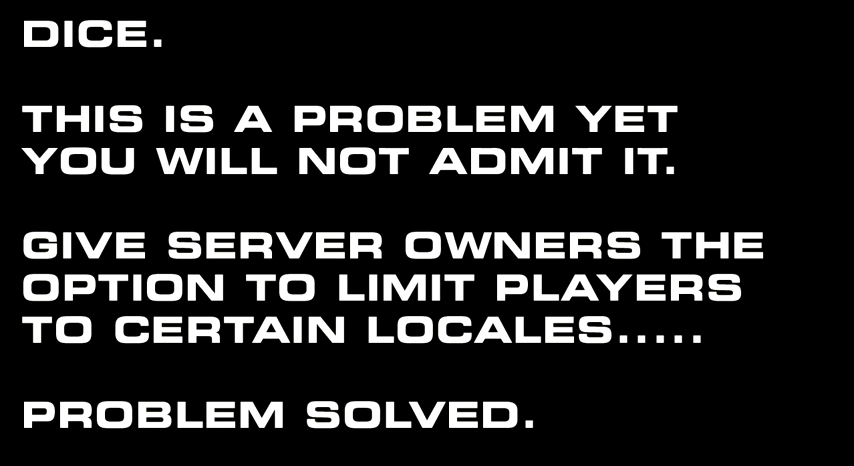 DICE.
THIS IS A PROBLEM YET
YOU WILL NOT ADMIT IT.
GIVE SERVER OWNERS THE
OPTION TO LIMIT PLAYERS
TO CERTAIN LOCALES.....
PROBLEM SOLVED.